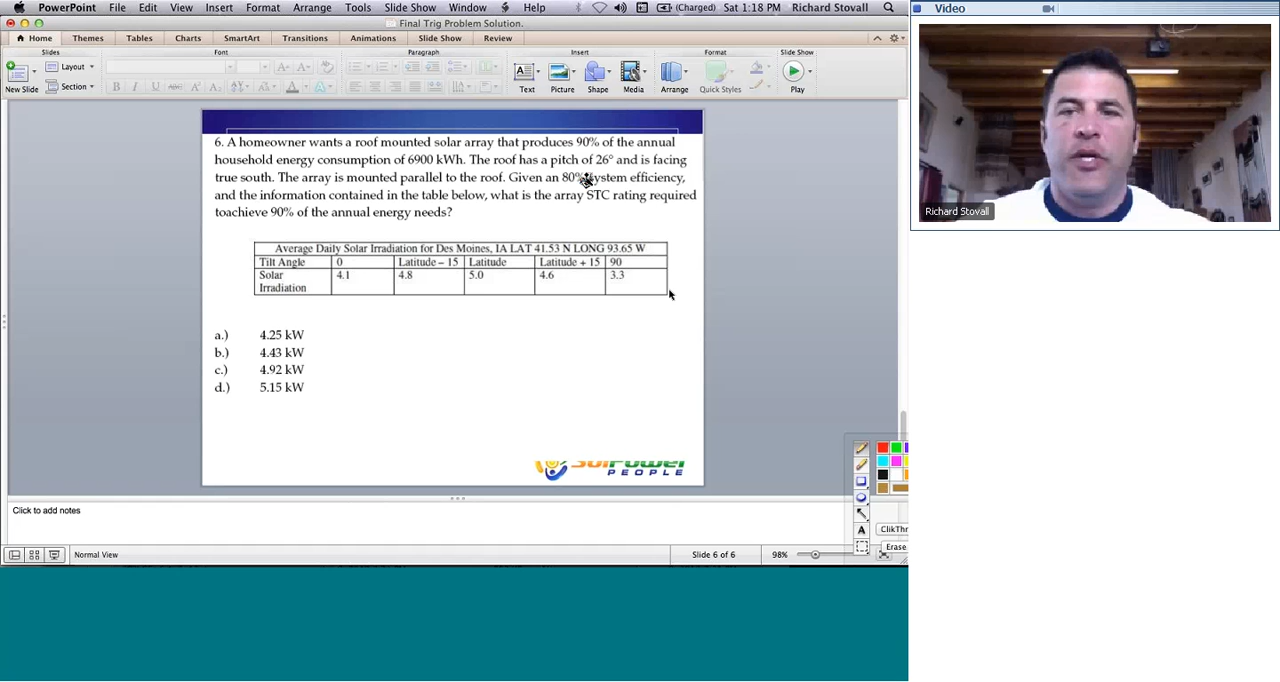 PowerPoint File Edit View Insert Format Arrange Tools Slide Show Window Help (Charged) Sat 1:18 PM Richard Stovall
Final Trig Problem Solution.
Home Themes Tables Charts SmartArt Transitions Animations Slide Show Review
Slides Font Paragraph Insert Format Slide Show
Layout
Section
New Slide Text Picture Shape Media Arrange Quick Styles Play
6. A homeowner wants a roof mounted solar array that produces 90% of the annual
household energy consumption of 6900 kWh. The roof has a pitch of 26° and is facing
true south. The array is mounted parallel to the roof. Given an 80% system efficiency,
and the information contained in the table below, what is the array STC rating required
toachieve 90% of the annual energy needs?
Average Daily Solar Irradiation for Des Moines, IA LAT 41.53 N LONG 93.65 W
Tilt Angle 0 Latitude – 15 Latitude Latitude + 15 90
Solar 4.1 4.8 5.0 4.6 3.3
Irradiation
a.) 4.25 kW
b.) 4.43 kW
c.) 4.92 kW
d.) 5.15 kW
SolPower
PEOPLE
Click to add notes
Normal View Slide 6 of 6 98%
A ClikThr
Erase
Video
Richard Stovall